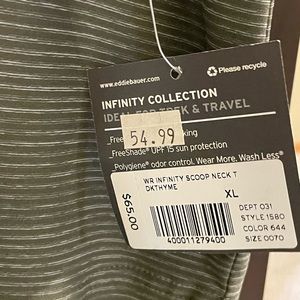 www.eddiebauer.com
Please recycle
INFINITY COLLECTION
IDEAL FOR TREK & TRAVEL
54.99
FreeShade® UPF 15 sun protection
Polygiene® odor control. Wear More. Wash Less®
WR INFINITY SCOOP NECK T
DKTHYME
XL
$65.00
DEPT 031
STYLE 1580
COLOR 644
SIZE 0070
400011279400